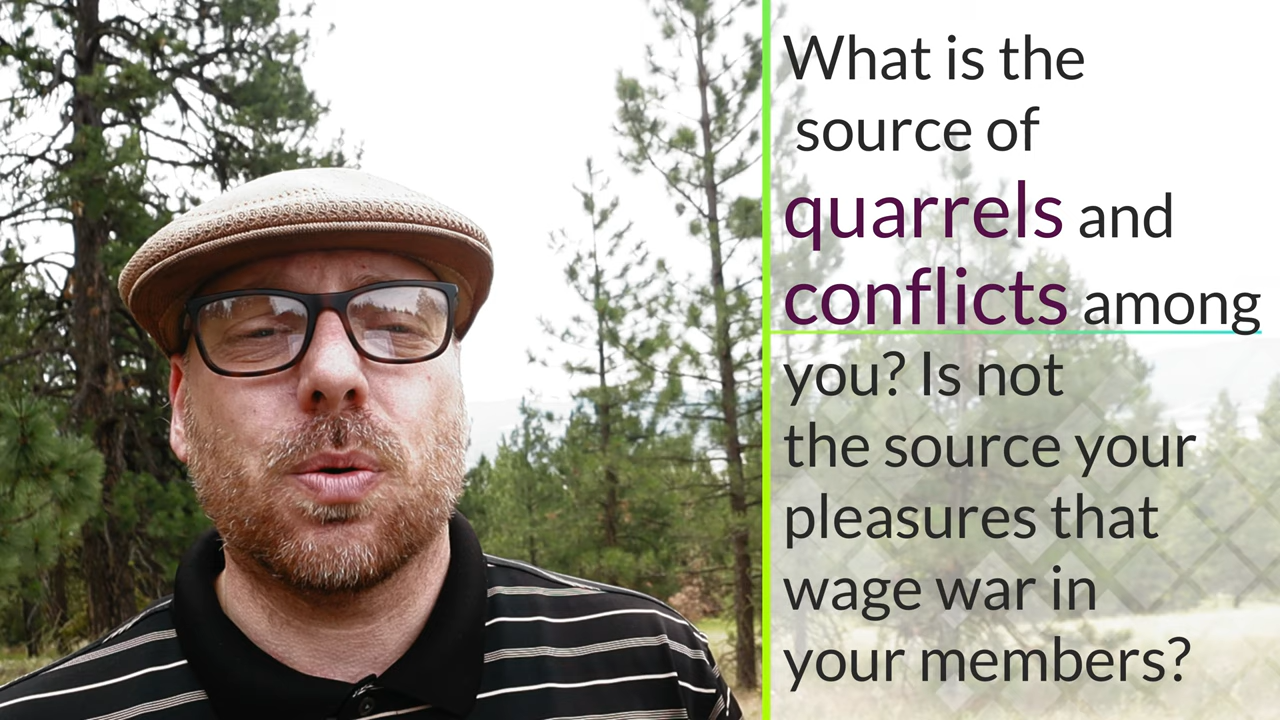 What is the
source of
quarrels and
conflicts among
you? Is not
the source your
pleasures that
wage war in
your members?